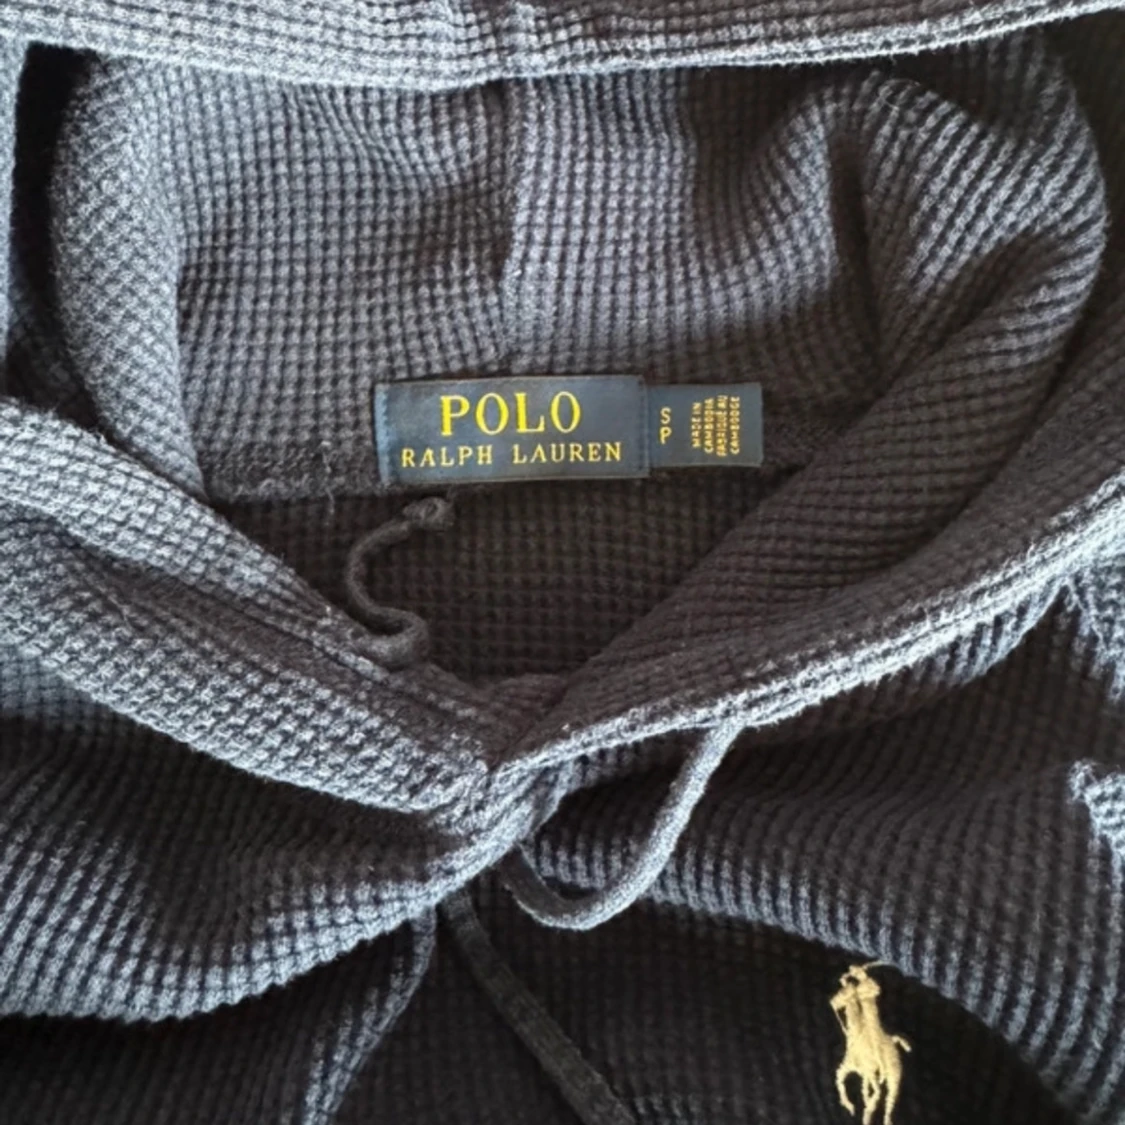 POLO
RALPH LAUREN
S
P
MADE IN
CAMBODIA
FABRIQUÉ AU
CAMBODGE